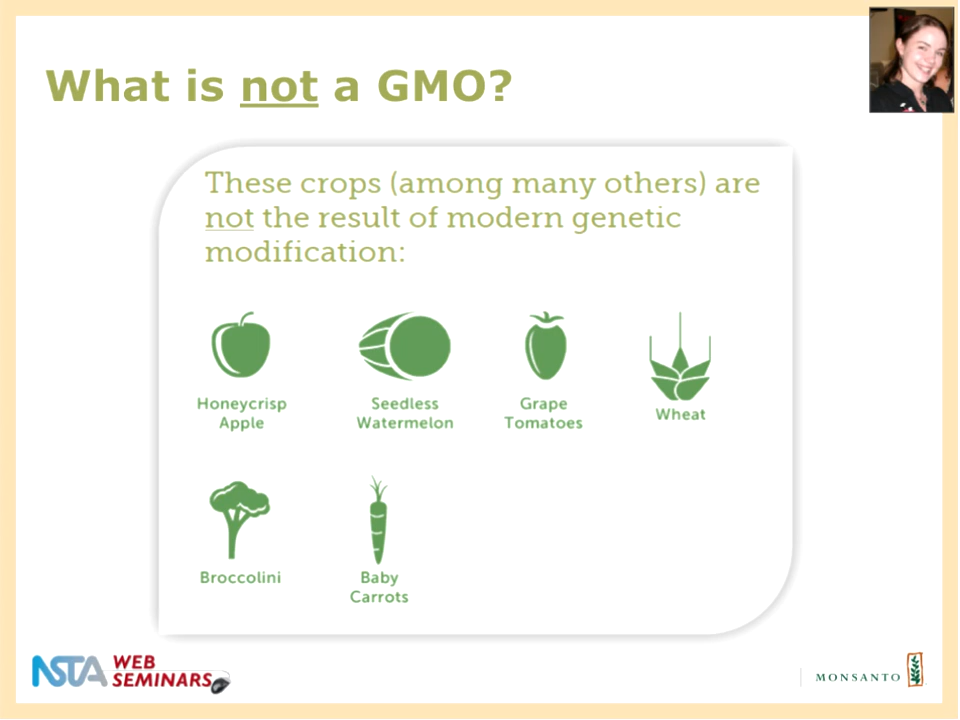 What is not a GMO?
These crops (among many others) are
not the result of modern genetic
modification:
Honeycrisp
Apple
Seedless
Watermelon
Grape
Tomatoes
Wheat
Broccolini
Baby
Carrots
NSTA WEB
SEMINARS
MONSANTO